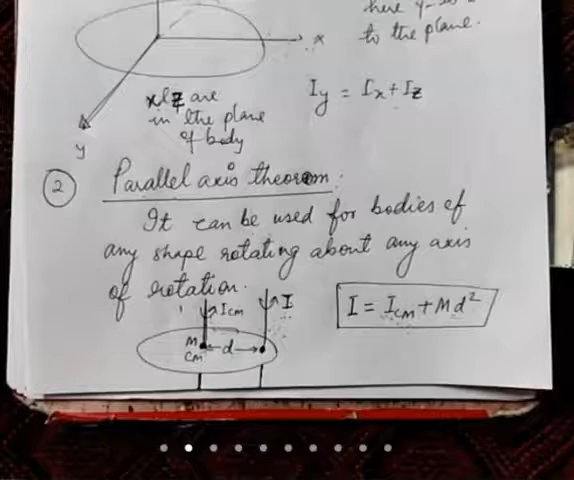 here y-
to the plane.
x
x & z are
in the plane
of body
y
Iy = Ix + Iz
2 Parallel axis theorem:
It can be used for bodies of
any shape rotating about any axis
of rotation.
Icm I
I = ICM + Md²
M d
CM